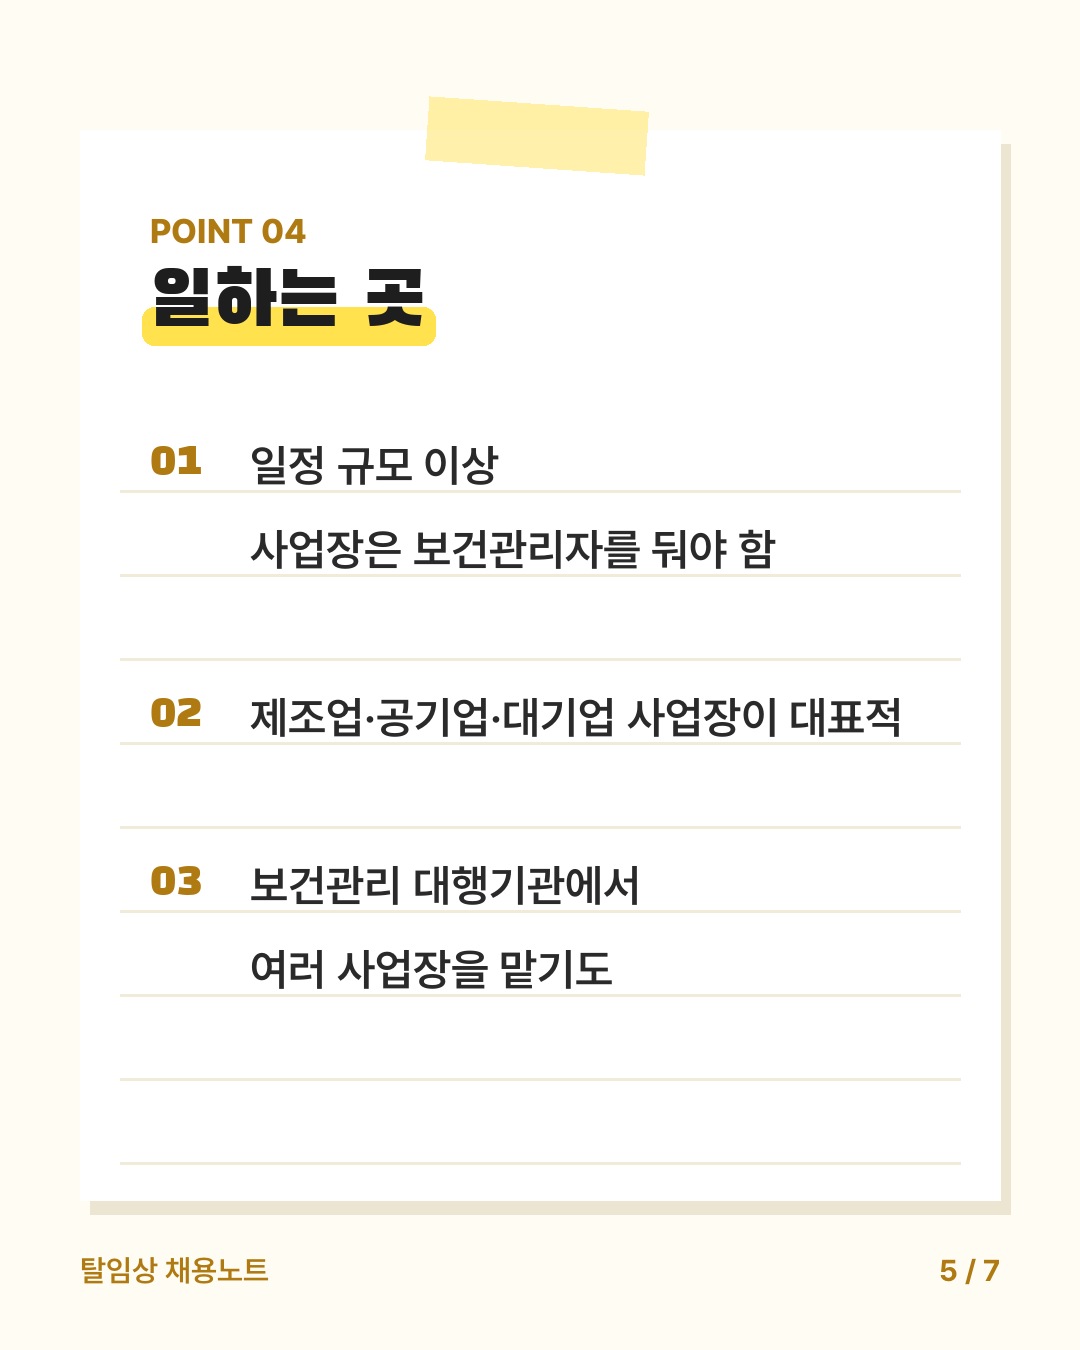 POINT 04
일하는 곳
01 일정 규모 이상
사업장은 보건관리자를 둬야 함
02 제조업·공기업·대기업 사업장이 대표적
03 보건관리 대행기관에서
여러 사업장을 맡기도
탈임상 채용노트
5 / 7